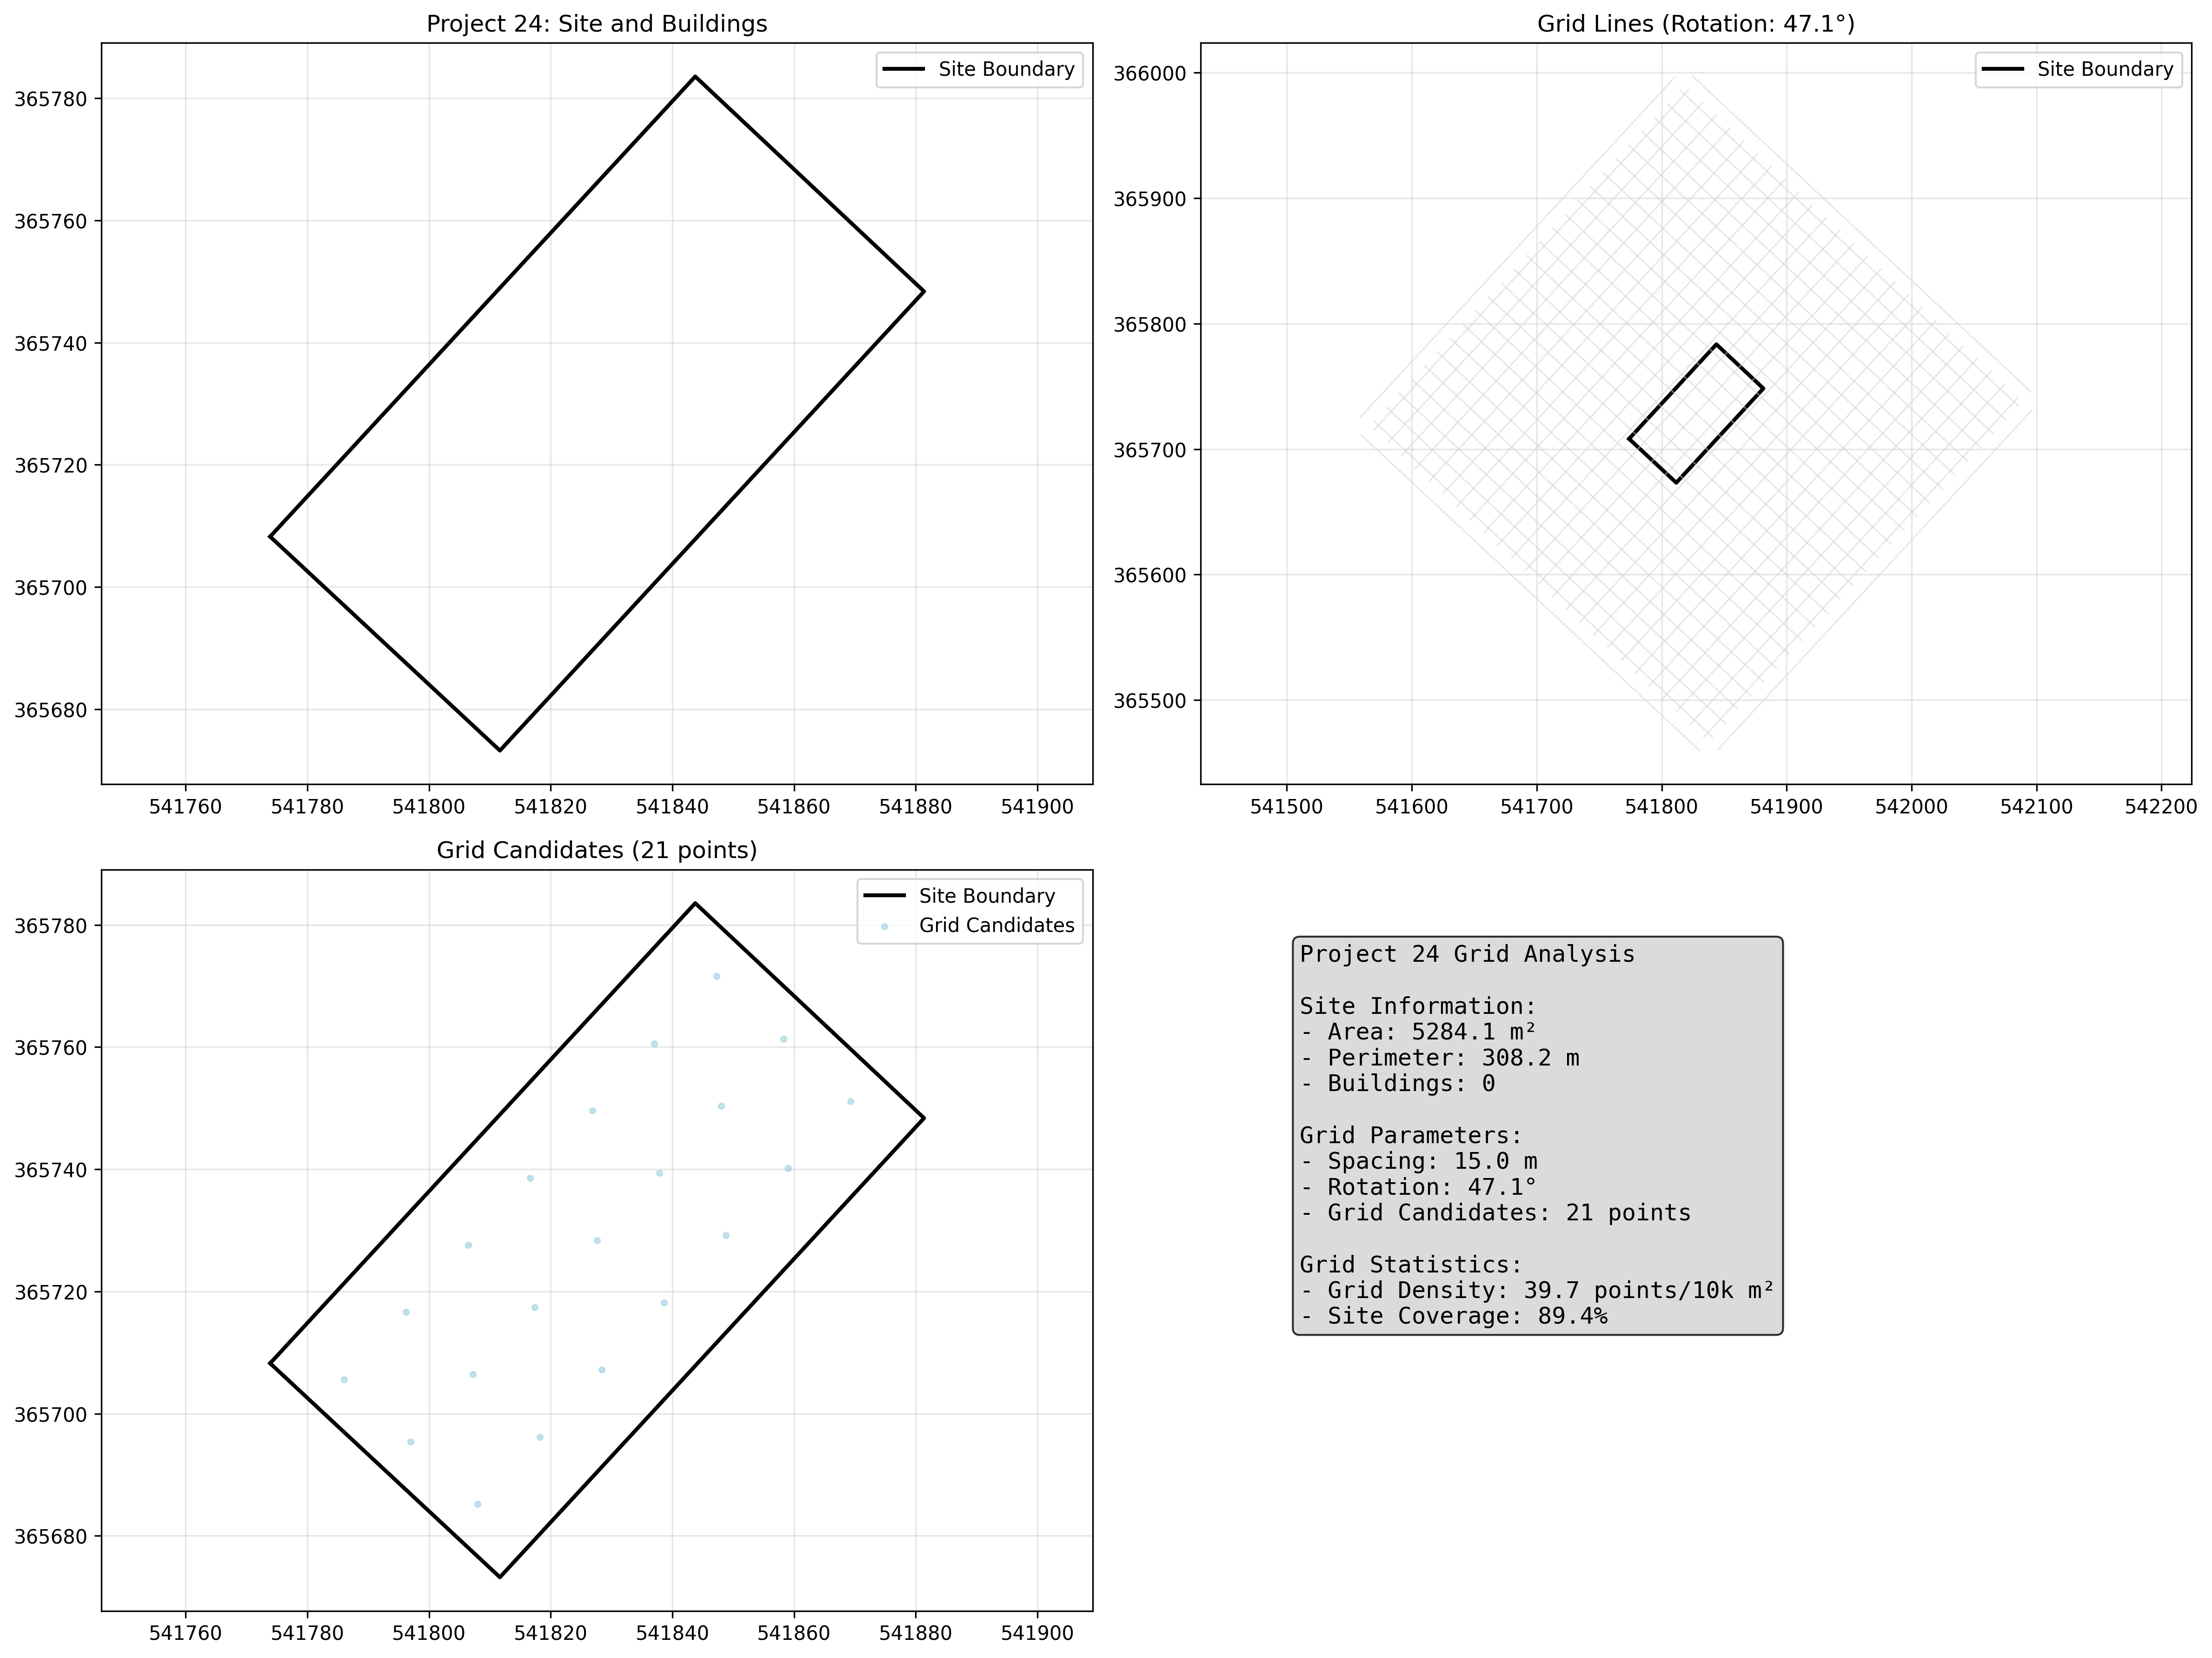 Project 24: Site and Buildings
Site Boundary
365780
365760
365740
365720
365700
365680
541760 541780 541800 541820 541840 541860 541880 541900
Grid Lines (Rotation: 47.1°)
Site Boundary
366000
365900
365800
365700
365600
365500
541500 541600 541700 541800 541900 542000 542100 542200
Grid Candidates (21 points)
Site Boundary
Grid Candidates
365780
365760
365740
365720
365700
365680
541760 541780 541800 541820 541840 541860 541880 541900
Project 24 Grid Analysis
Site Information:
- Area: 5284.1 m²
- Perimeter: 308.2 m
- Buildings: 0
Grid Parameters:
- Spacing: 15.0 m
- Rotation: 47.1°
- Grid Candidates: 21 points
Grid Statistics:
- Grid Density: 39.7 points/10k m²
- Site Coverage: 89.4%